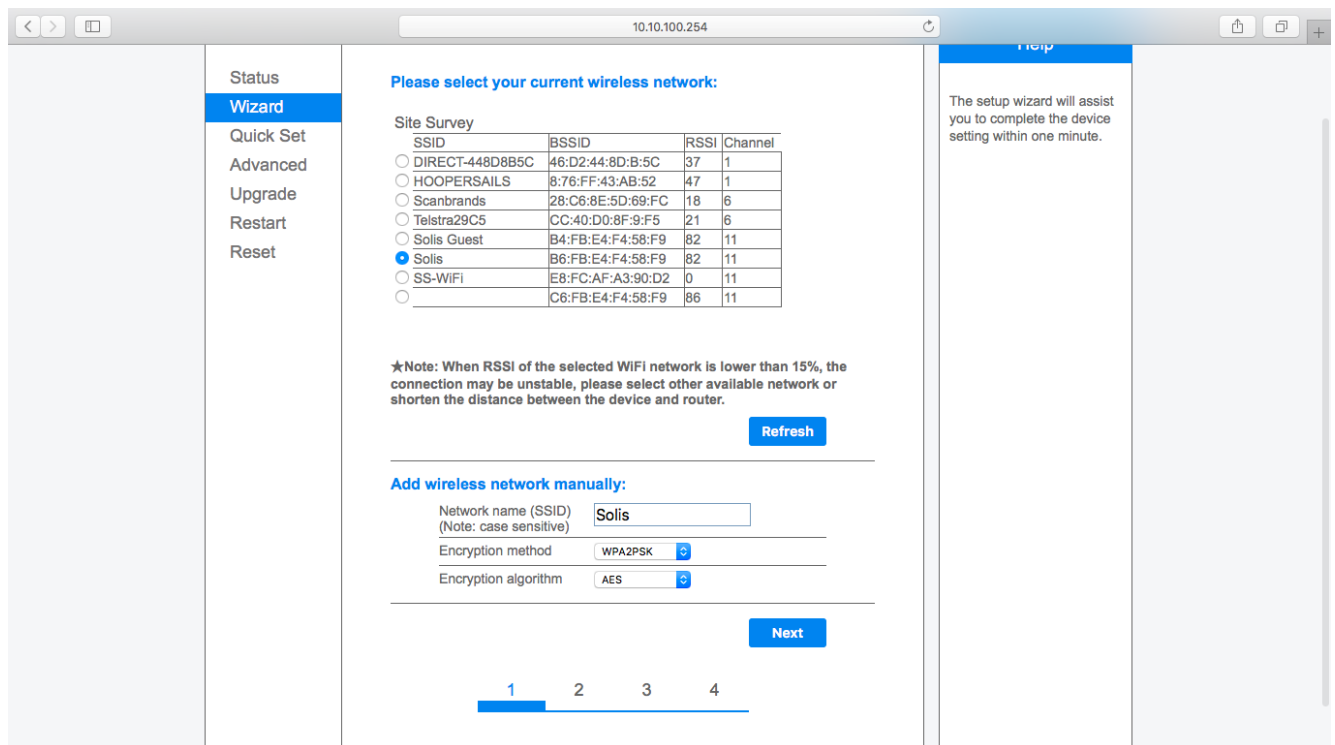 10.10.100.254
Status
Wizard
Quick Set
Advanced
Upgrade
Restart
Reset
Please select your current wireless network:
Site Survey
SSID BSSID RSSI Channel
DIRECT-448D8B5C 46:D2:44:8D:B:5C 37 1
HOOPERSAILS 8:76:FF:43:AB:52 47 1
Scanbrands 28:C6:8E:5D:69:FC 18 6
Telstra29C5 CC:40:D0:8F:9:F5 21 6
Solis Guest B4:FB:E4:F4:58:F9 82 11
Solis B6:FB:E4:F4:58:F9 82 11
SS-WiFi E8:FC:AF:A3:90:D2 0 11
C6:FB:E4:F4:58:F9 86 11
★Note: When RSSI of the selected WiFi network is lower than 15%, the
connection may be unstable, please select other available network or
shorten the distance between the device and router.
Refresh
Add wireless network manually:
Network name (SSID)
(Note: case sensitive)
Solis
Encryption method WPA2PSK
Encryption algorithm AES
Next
1 2 3 4
Help
The setup wizard will assist
you to complete the device
setting within one minute.